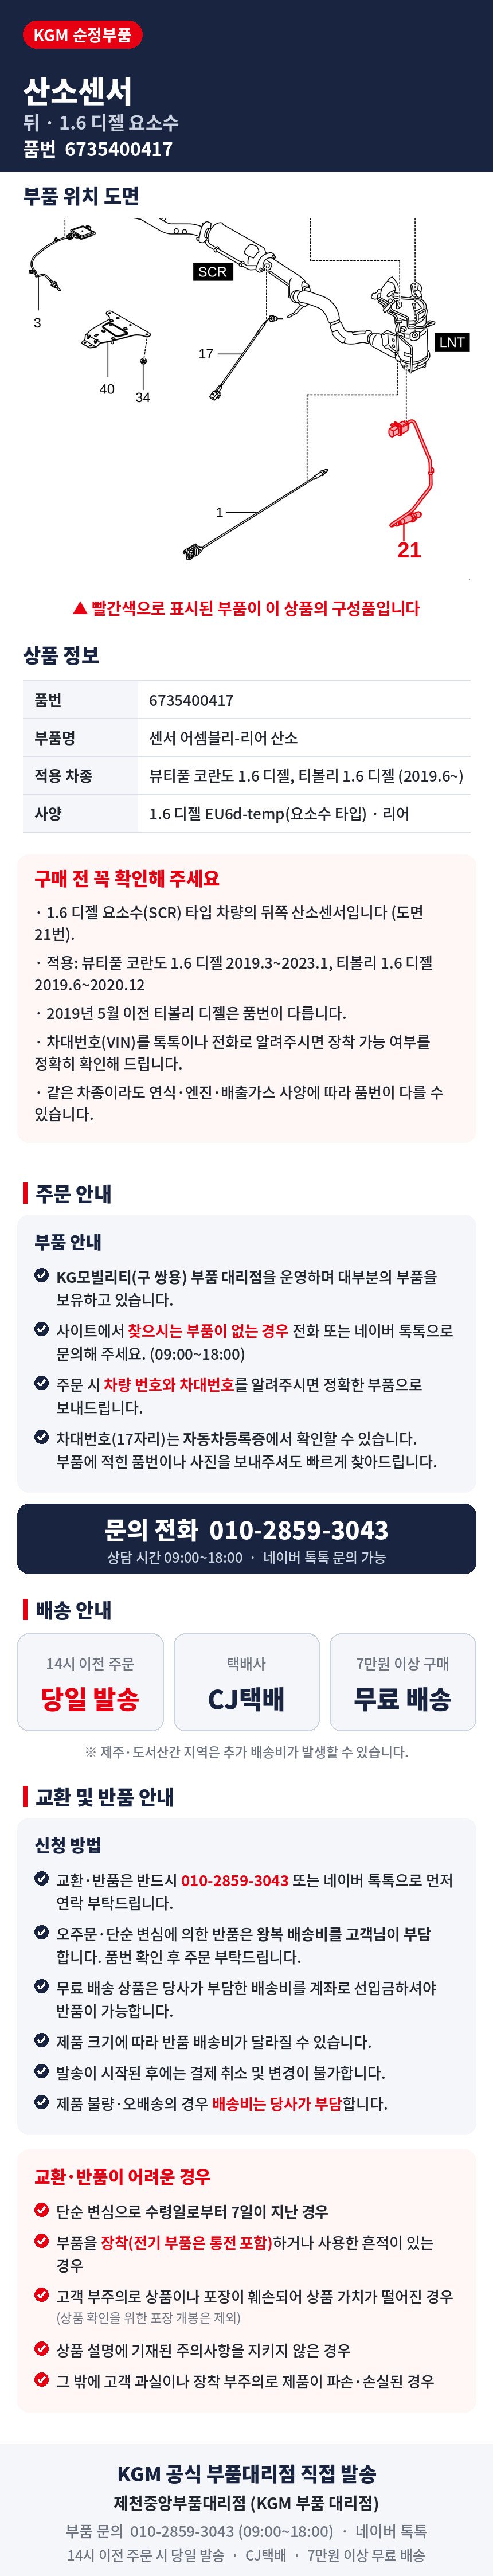 KGM 순정부품
산소센서
뒤 · 1.6 디젤 요소수
품번 6735400417
부품 위치 도면
SCR
3
LNT
17
40
34
1
21
▲ 빨간색으로 표시된 부품이 이 상품의 구성품입니다
상품 정보
품번 6735400417
부품명 센서 어셈블리-리어 산소
적용 차종 뷰티풀 코란도 1.6 디젤, 티볼리 1.6 디젤 (2019.6~)
사양 1.6 디젤 EU6d-temp(요소수 타입) · 리어
구매 전 꼭 확인해 주세요
· 1.6 디젤 요소수(SCR) 타입 차량의 뒤쪽 산소센서입니다 (도면
21번).
· 적용: 뷰티풀 코란도 1.6 디젤 2019.3~2023.1, 티볼리 1.6 디젤
2019.6~2020.12
· 2019년 5월 이전 티볼리 디젤은 품번이 다릅니다.
· 차대번호(VIN)를 톡톡이나 전화로 알려주시면 장착 가능 여부를
정확히 확인해 드립니다.
· 같은 차종이라도 연식·엔진·배출가스 사양에 따라 품번이 다를 수
있습니다.
주문 안내
부품 안내
KG모빌리티(구 쌍용) 부품 대리점을 운영하며 대부분의 부품을
보유하고 있습니다.
사이트에서 찾으시는 부품이 없는 경우 전화 또는 네이버 톡톡으로
문의해 주세요. (09:00~18:00)
주문 시 차량 번호와 차대번호를 알려주시면 정확한 부품으로
보내드립니다.
차대번호(17자리)는 자동차등록증에서 확인할 수 있습니다.
부품에 적힌 품번이나 사진을 보내주셔도 빠르게 찾아드립니다.
문의 전화 010-2859-3043
상담 시간 09:00~18:00 · 네이버 톡톡 문의 가능
배송 안내
14시 이전 주문
당일 발송
택배사
CJ택배
7만원 이상 구매
무료 배송
※ 제주·도서산간 지역은 추가 배송비가 발생할 수 있습니다.
교환 및 반품 안내
신청 방법
교환·반품은 반드시 010-2859-3043 또는 네이버 톡톡으로 먼저
연락 부탁드립니다.
오주문·단순 변심에 의한 반품은 왕복 배송비를 고객님이 부담
합니다. 품번 확인 후 주문 부탁드립니다.
무료 배송 상품은 당사가 부담한 배송비를 계좌로 선입금하셔야
반품이 가능합니다.
제품 크기에 따라 반품 배송비가 달라질 수 있습니다.
발송이 시작된 후에는 결제 취소 및 변경이 불가합니다.
제품 불량·오배송의 경우 배송비는 당사가 부담합니다.
교환·반품이 어려운 경우
단순 변심으로 수령일로부터 7일이 지난 경우
부품을 장착(전기 부품은 통전 포함)하거나 사용한 흔적이 있는
경우
고객 부주의로 상품이나 포장이 훼손되어 상품 가치가 떨어진 경우
(상품 확인을 위한 포장 개봉은 제외)
상품 설명에 기재된 주의사항을 지키지 않은 경우
그 밖에 고객 과실이나 장착 부주의로 제품이 파손·손실된 경우
KGM 공식 부품대리점 직접 발송
제천중앙부품대리점 (KGM 부품 대리점)
부품 문의 010-2859-3043 (09:00~18:00) · 네이버 톡톡
14시 이전 주문 시 당일 발송 · CJ택배 · 7만원 이상 무료 배송